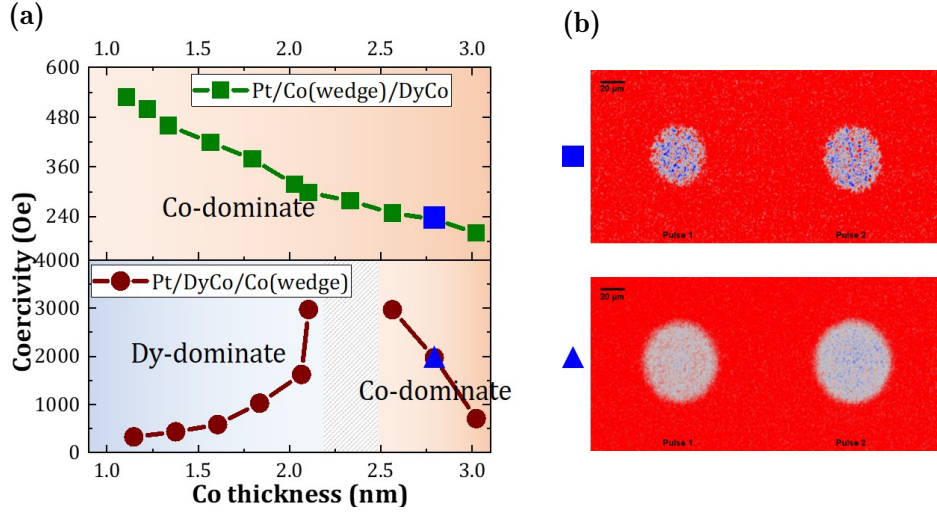 (a)
1.0 1.5 2.0 2.5 3.0
600
Pt/Co(wedge)/DyCo
480
360
Co-dominate
240
4000
Pt/DyCo/Co(wedge)
3000
Dy-dominate
2000
Co-dominate
1000
0
1.0 1.5 2.0 2.5 3.0
Co thickness (nm)
Coercivity (Oe)
(b)
20 µm
Pulse 1 Pulse 2
20 µm
Pulse 1 Pulse 2